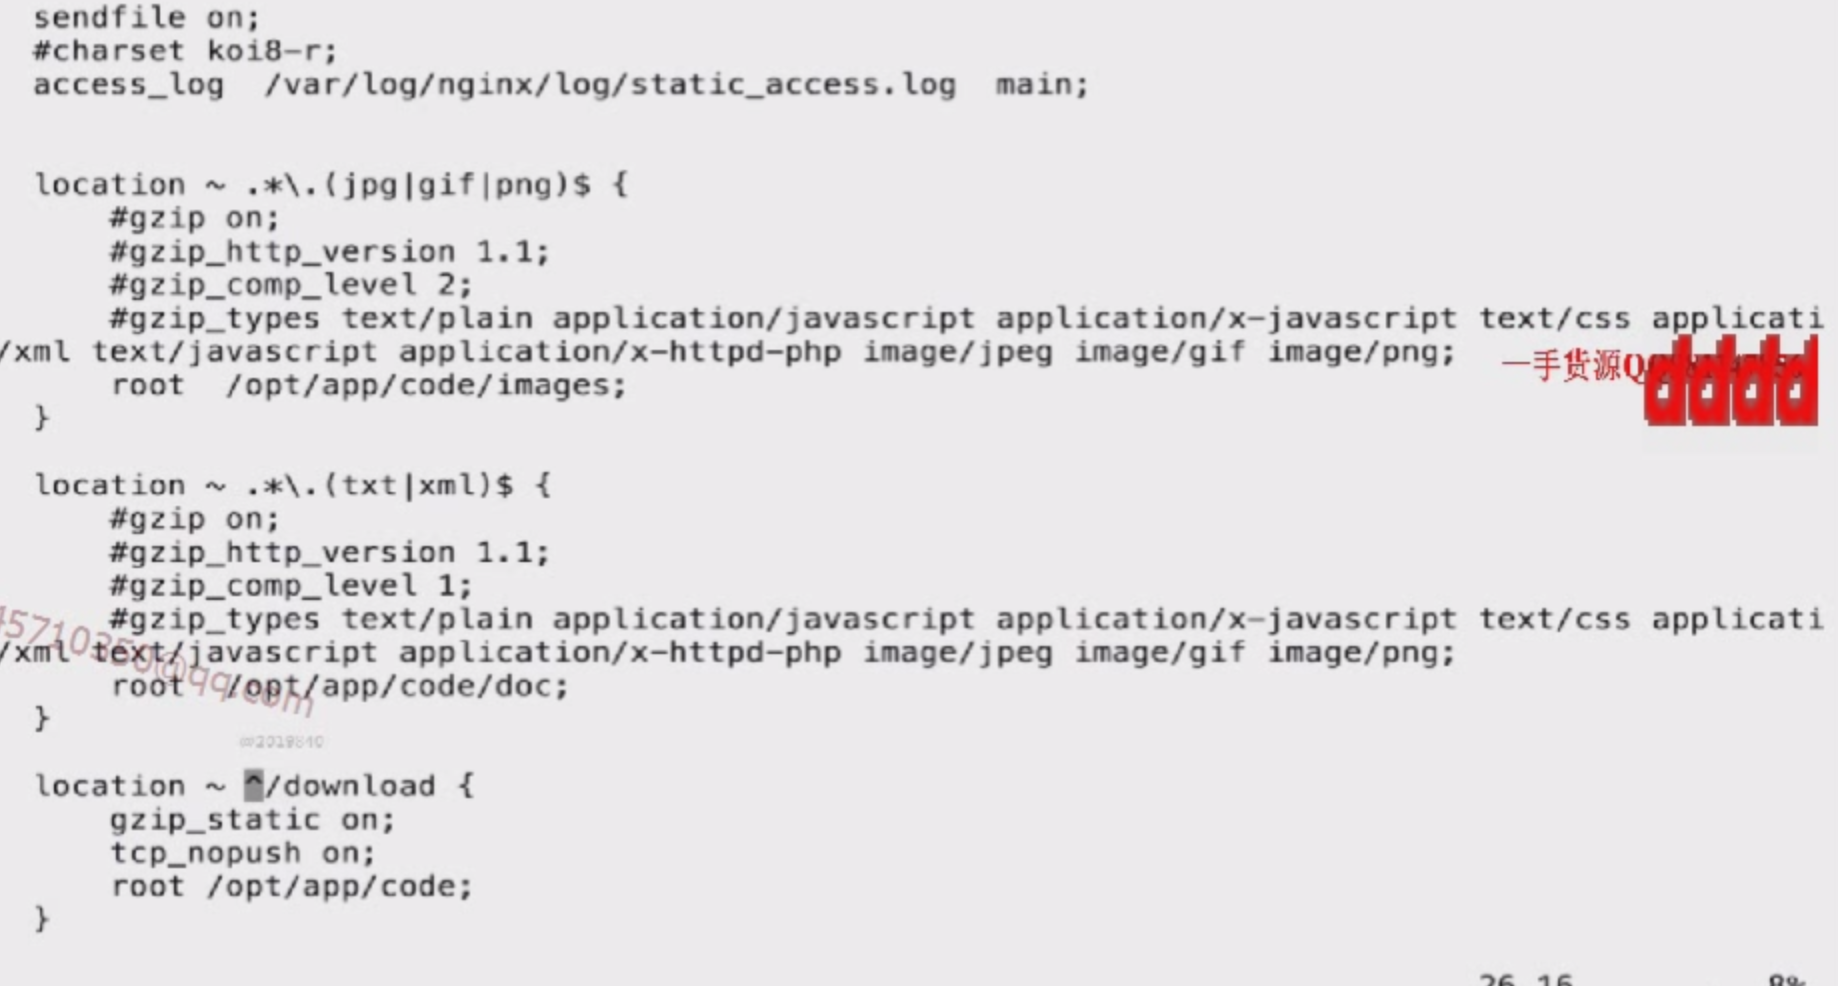 sendfile on;
#charset koi8-r;
access_log  /var/log/nginx/log/static_access.log  main;
location ~ .*\.(jpg|gif|png)$ {
#gzip on;
#gzip_http_version 1.1;
#gzip_comp_level 2;
#gzip_types text/plain application/javascript application/x-javascript text/css applicati
/xml text/javascript application/x-httpd-php image/jpeg image/gif image/png;
一手货源Q
dddd
root  /opt/app/code/images;
}
location ~ .*\.(txt|xml)$ {
#gzip on;
#gzip_http_version 1.1;
#gzip_comp_level 1;
#gzip_types text/plain application/javascript application/x-javascript text/css applicati
/xml text/javascript application/x-httpd-php image/jpeg image/gif image/png;
45710350@qq.com
root  /opt/app/code/doc;
}
location ~ ^/download {
gzip_static on;
tcp_nopush on;
root /opt/app/code;
}
26,16 8%